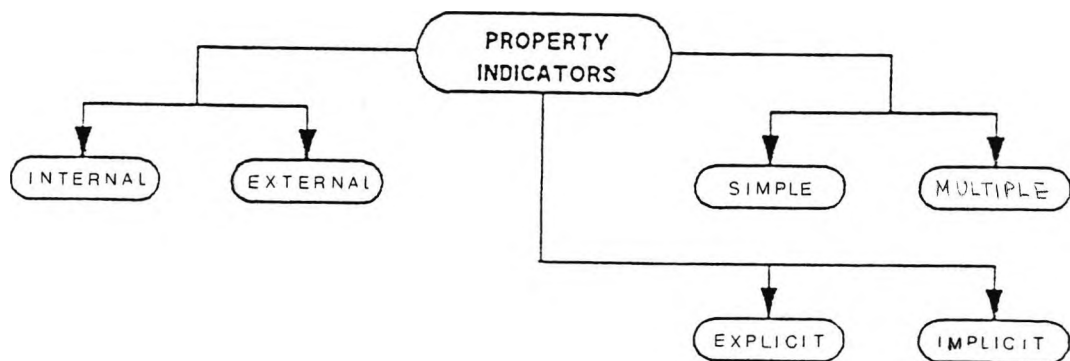 PROPERTY
INDICATORS
INTERNAL
EXTERNAL
SIMPLE
MULTIPLE
EXPLICIT
IMPLICIT